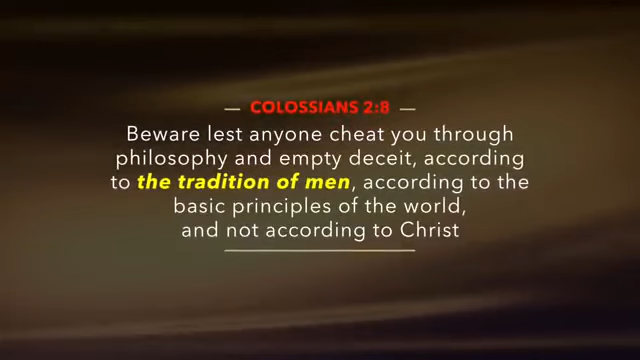 COLOSSIANS 2:8
Beware lest anyone cheat you through
philosophy and empty deceit, according
to the tradition of men, according to the
basic principles of the world,
and not according to Christ